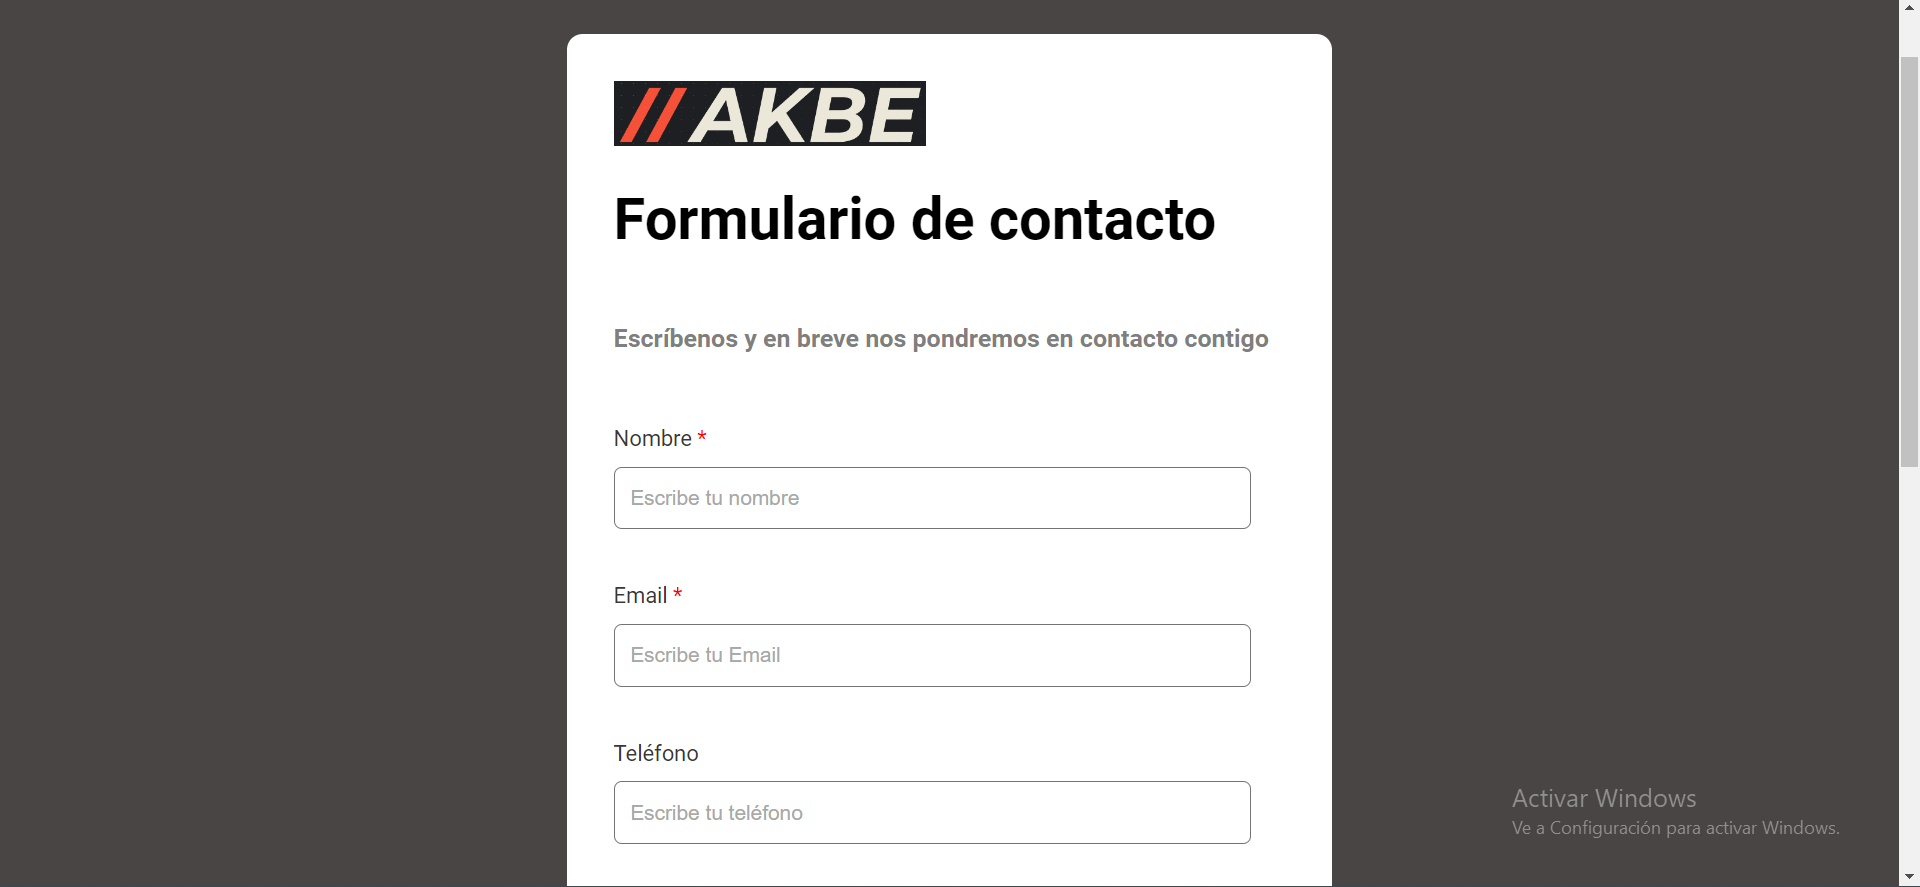 //AKBE
Formulario de contacto
Escríbenos y en breve nos pondremos en contacto contigo
Nombre *
Escribe tu nombre
Email *
Escribe tu Email
Teléfono
Escribe tu teléfono
Activar Windows
Ve a Configuración para activar Windows.